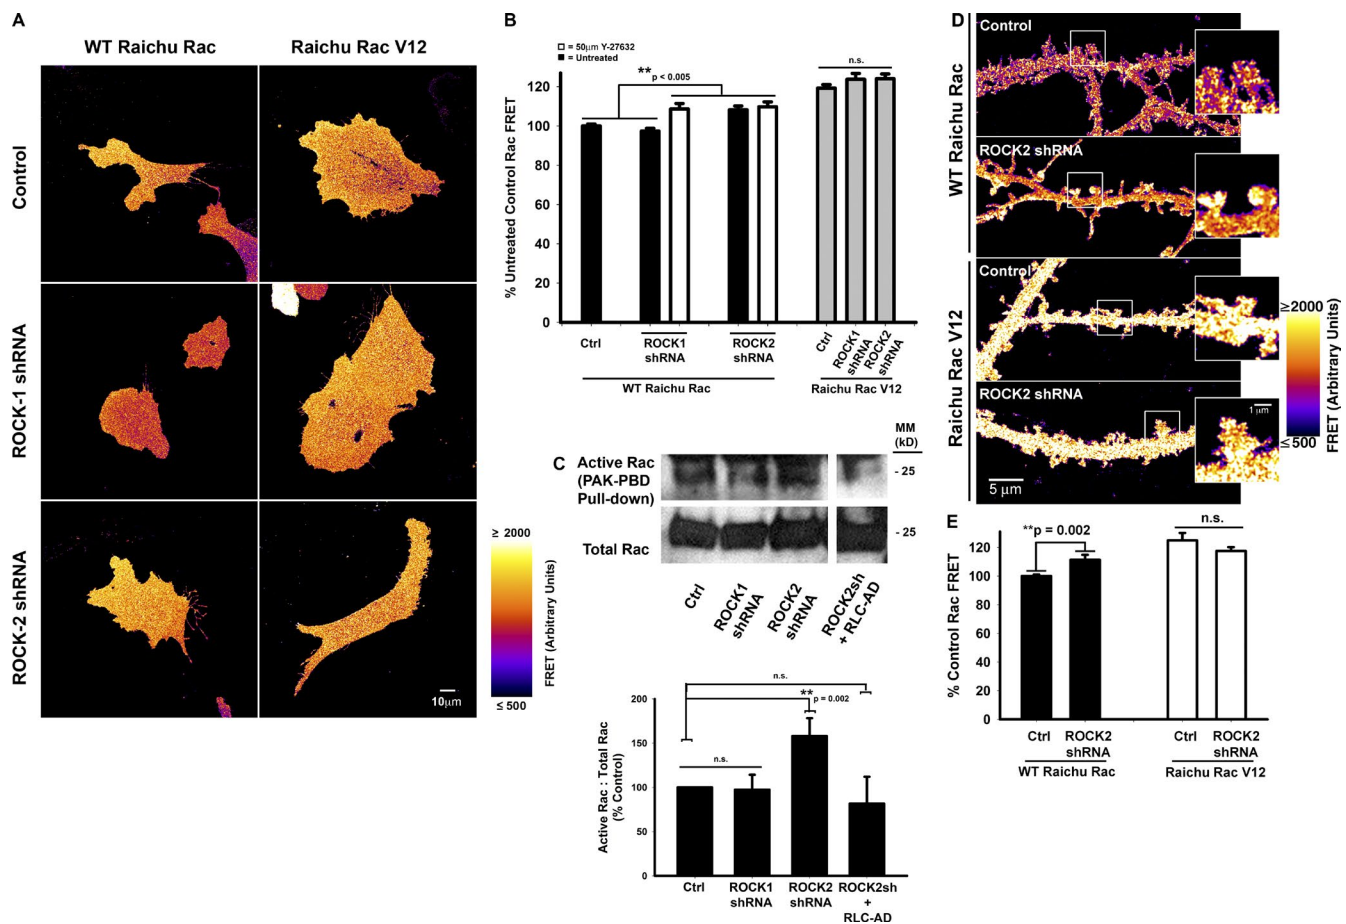 A
WT Raichu Rac
Raichu Rac V12
Control
ROCK-1 shRNA
ROCK-2 shRNA
10μm
≥ 2000
FRET (Arbitrary Units)
≤ 500
B
□ = 50μm Y-27632
■ = Untreated
% Untreated Control Rac FRET
120
100
80
60
40
20
0
**
p < 0.005
n.s.
Ctrl
ROCK1
shRNA
ROCK2
shRNA
Ctrl
ROCK1
shRNA
ROCK2
shRNA
WT Raichu Rac
Raichu Rac V12
C
MM
(kD)
Active Rac
(PAK-PBD
Pull-down)
- 25
Total Rac
- 25
Ctrl
ROCK1
shRNA
ROCK2
shRNA
ROCK2sh
+ RLC-AD
Active Rac : Total Rac
(% Control)
200
150
100
50
0
n.s.
**
p = 0.002
n.s.
Ctrl
ROCK1
shRNA
ROCK2
shRNA
ROCK2sh
+
RLC-AD
D
WT Raichu Rac
Control
ROCK2 shRNA
Raichu Rac V12
Control
ROCK2 shRNA
1 μm
5 μm
≥ 2000
FRET (Arbitrary Units)
≤ 500
E
% Control Rac FRET
120
100
80
60
40
20
0
**p = 0.002
n.s.
Ctrl
ROCK2
shRNA
Ctrl
ROCK2
shRNA
WT Raichu Rac
Raichu Rac V12